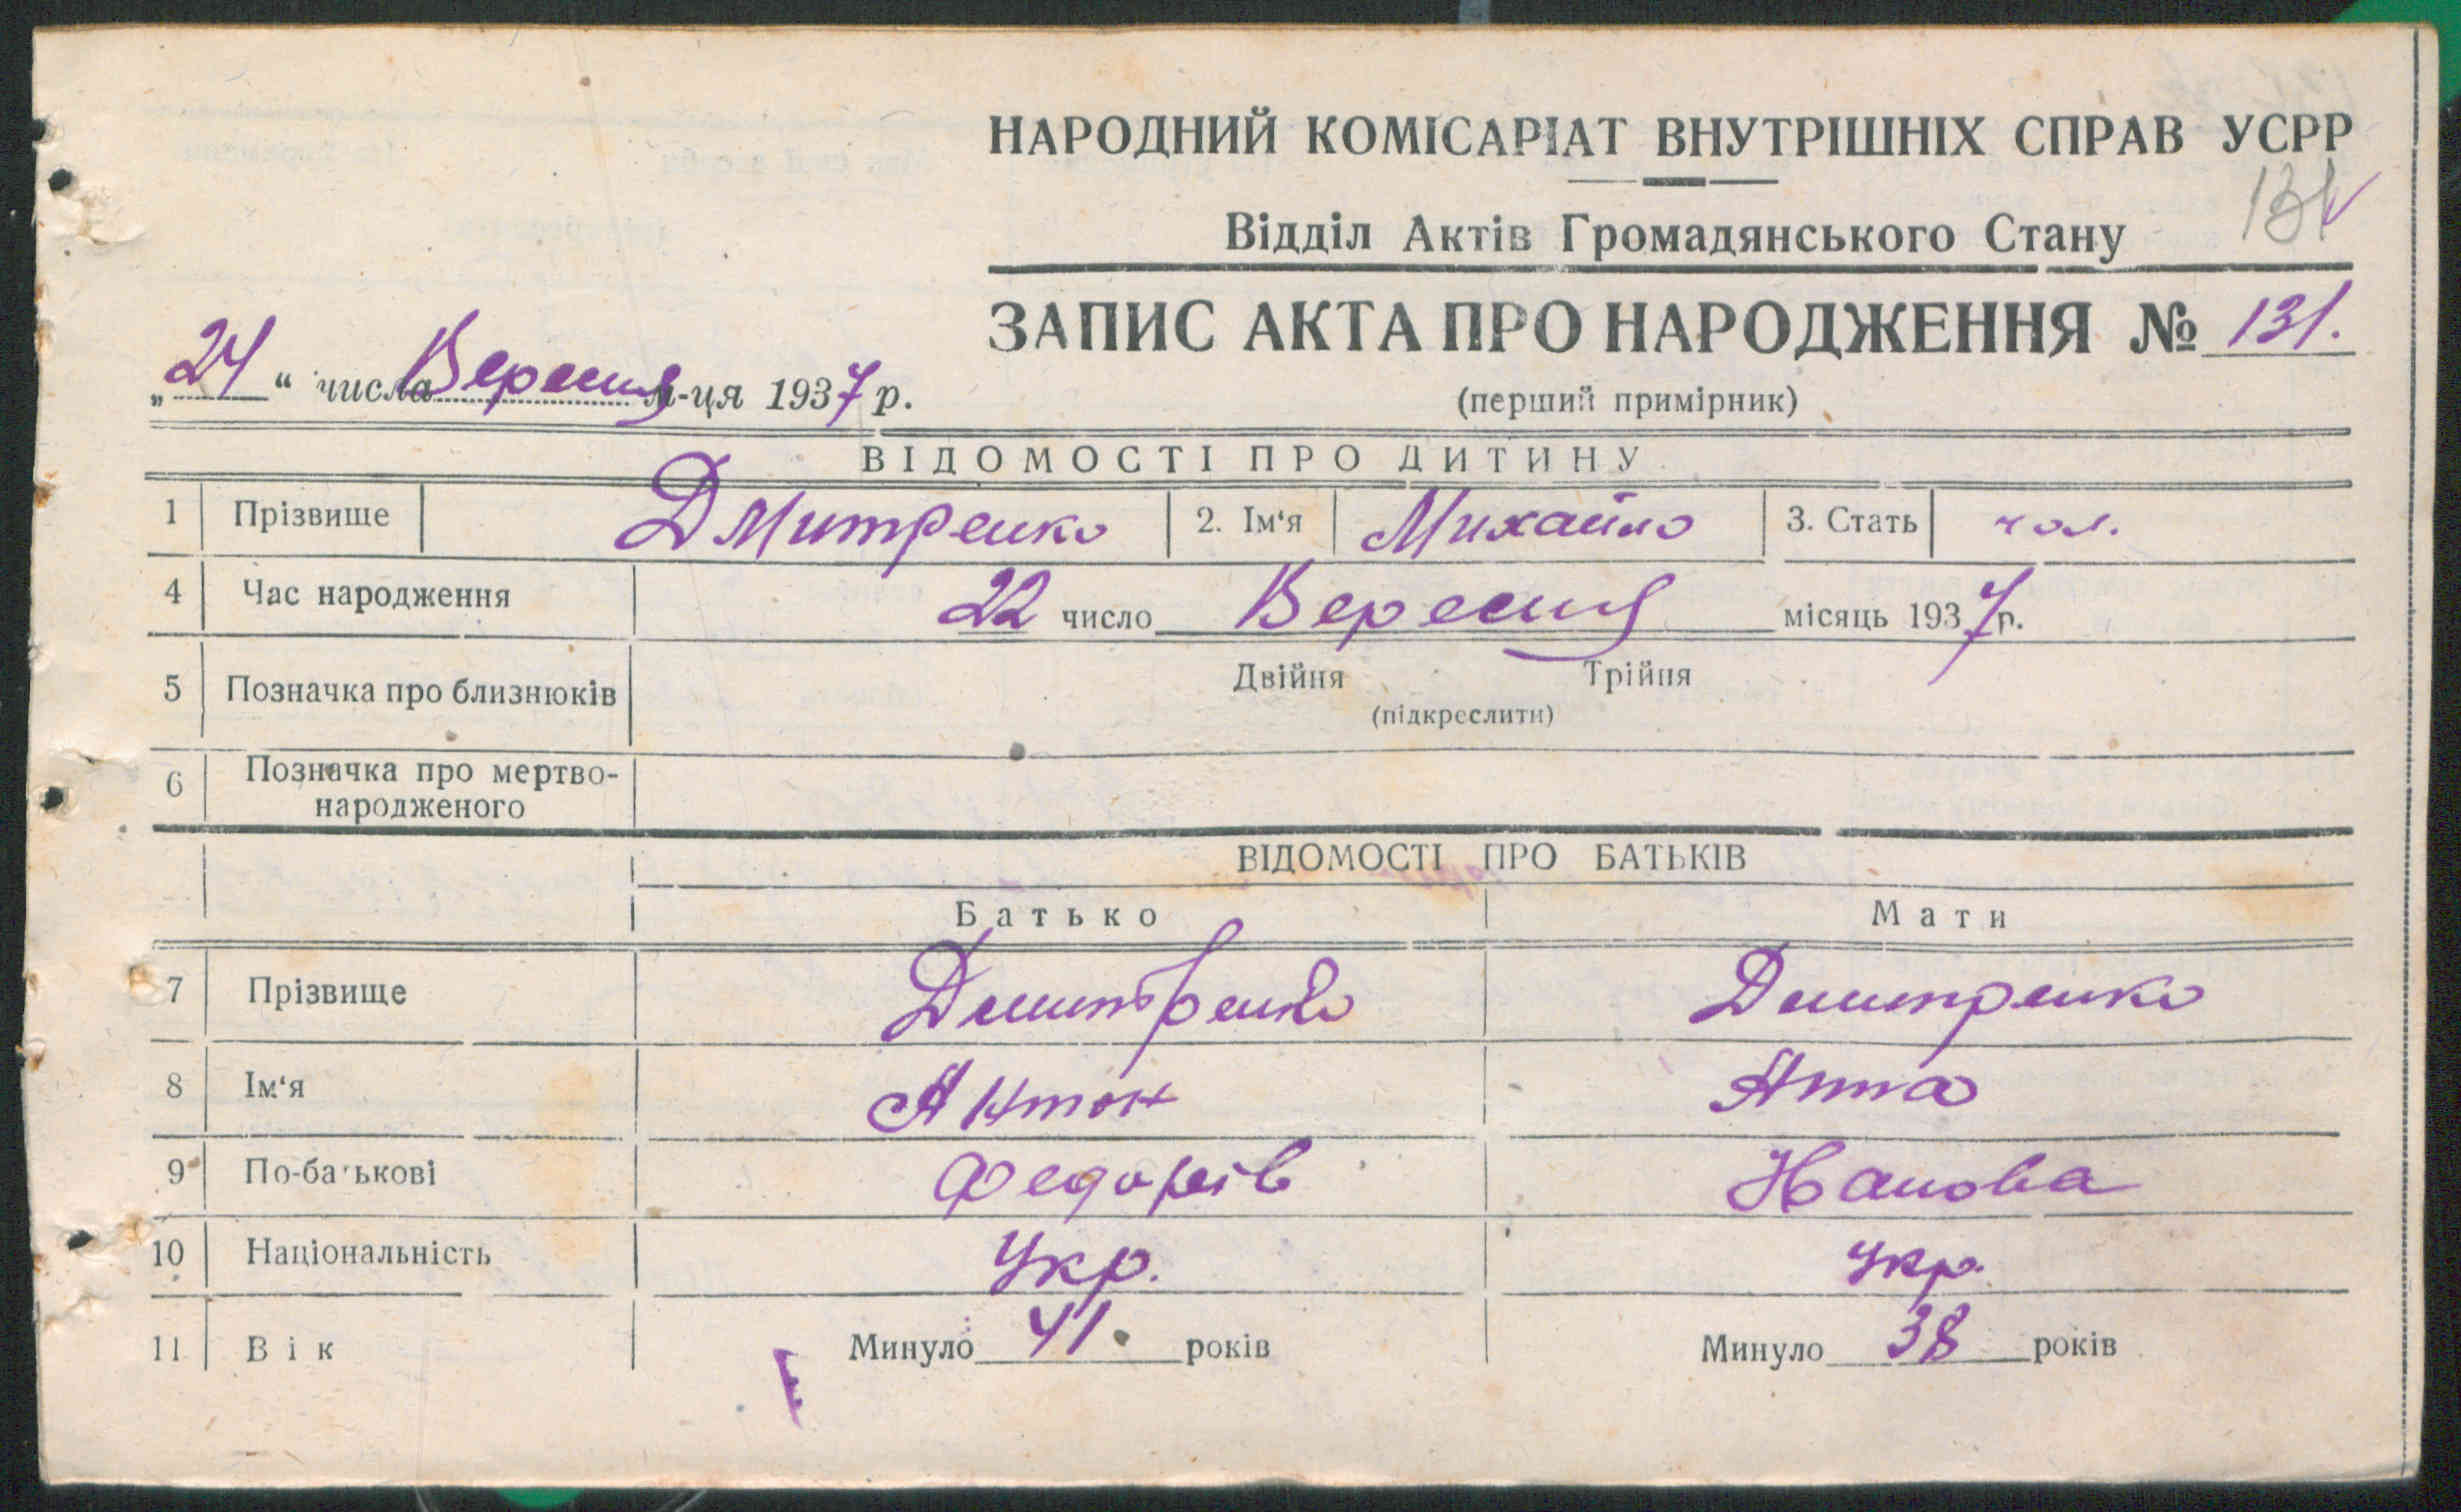 НАРОДНИЙ КОМІСАРІАТ ВНУТРІШНІХ СПРАВ УСРР
131
Відділ Актів Громадянського Стану
ЗАПИС АКТА ПРО НАРОДЖЕННЯ № 131.
„24“ числа Вересня м-ця 1937 р.
(перший примірник)
ВІДОМОСТІ ПРО ДИТИНУ
1 Прізвище Дмитренко 2. Ім‘я Михайло 3. Стать чол.
4 Час народження 22 число Вересня місяць 1937 р.
5 Позначка про близнюків Двійня Трійня
(підкреслити)
6 Позначка про мертво-
народженого
ВІДОМОСТІ ПРО БАТЬКІВ
Батько Мати
7 Прізвище Дмитренко Дмитренко
8 Ім‘я Антон Анна
9 По-батькові Федорів
10 Національність Укр. Укр.
11 Вік Минуло 41. років Минуло 38 років